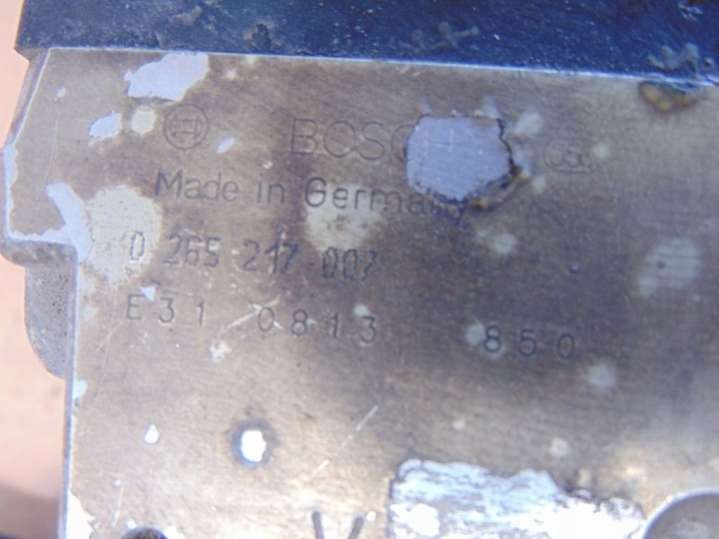 BOSCH
Made in Germany
0 265 217 007
E31 0813 850
V